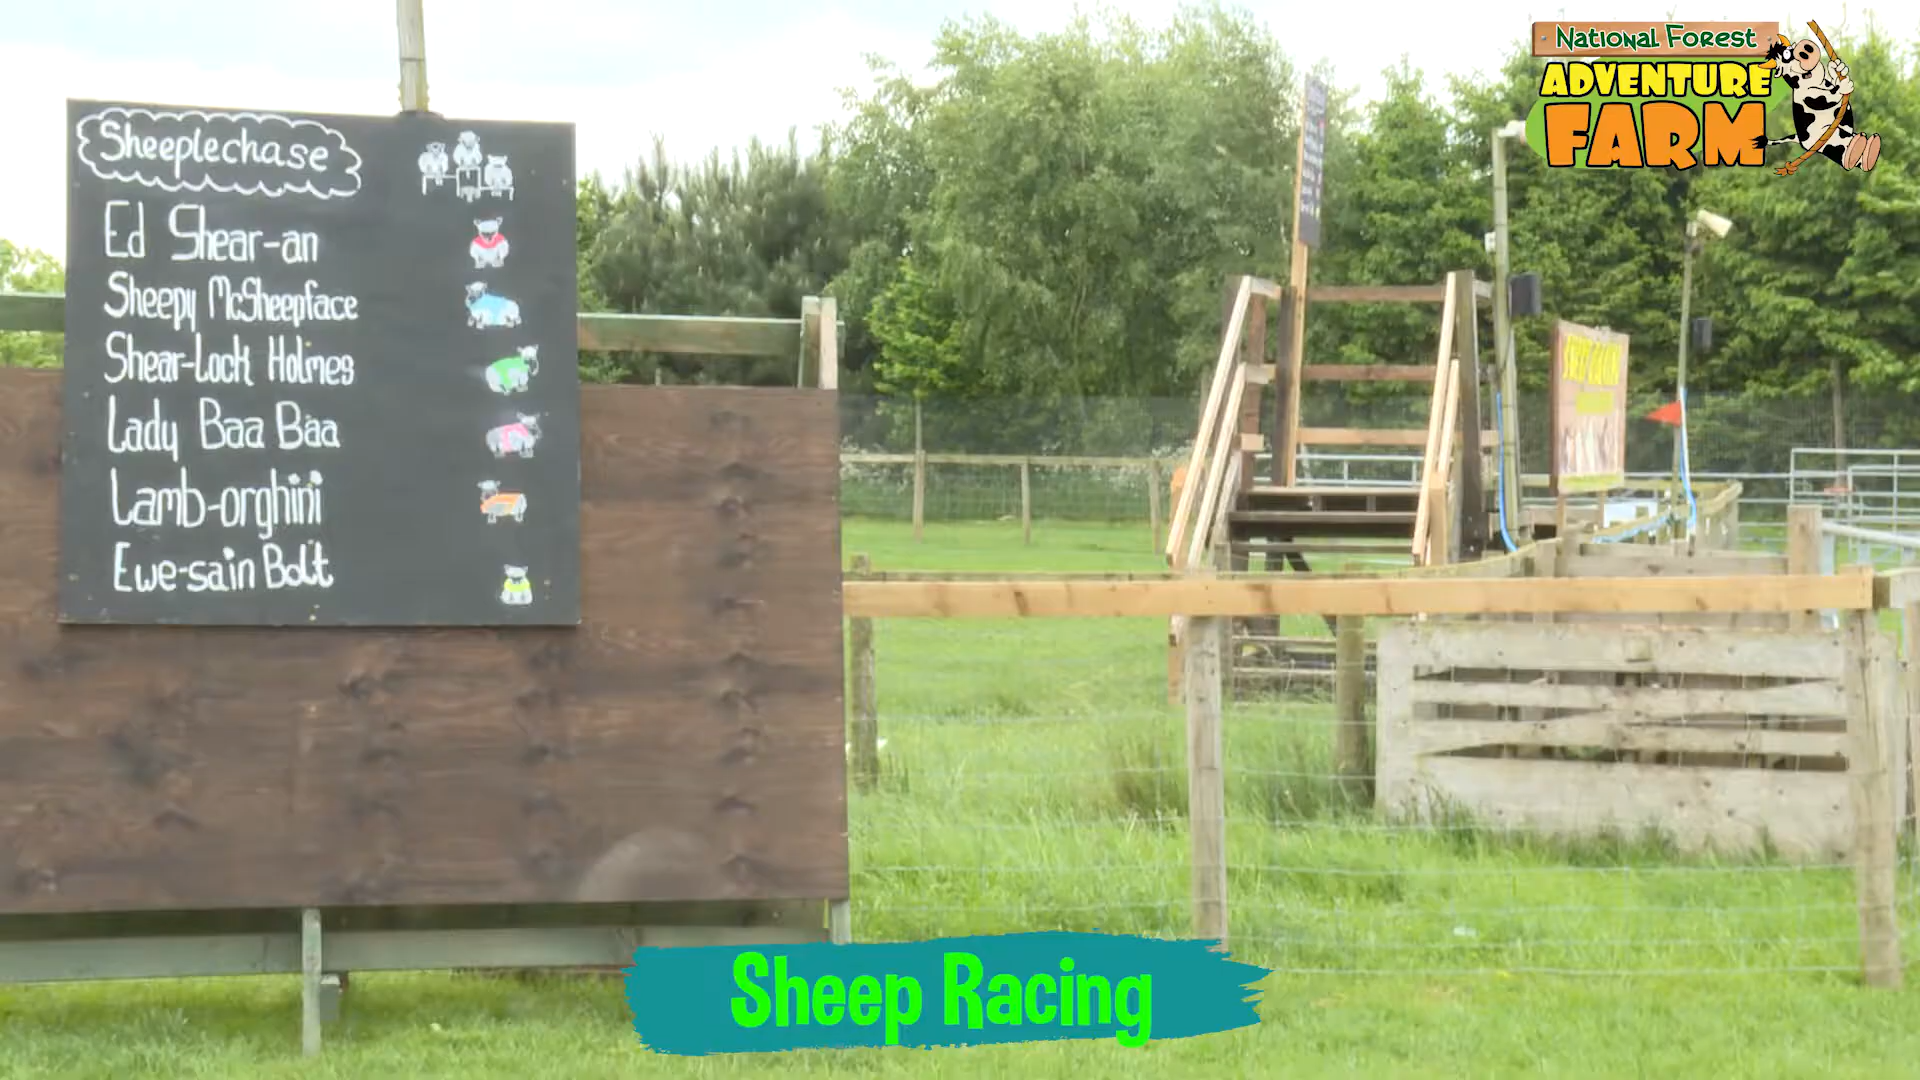 National Forest
ADVENTURE
FARM
Sheeplechase
Ed Shear-an
Sheepy McSheepface
Shear-Lock Holmes
Lady Baa Baa
Lamb-orghini
Ewe-sain Bolt
Sheep Racing